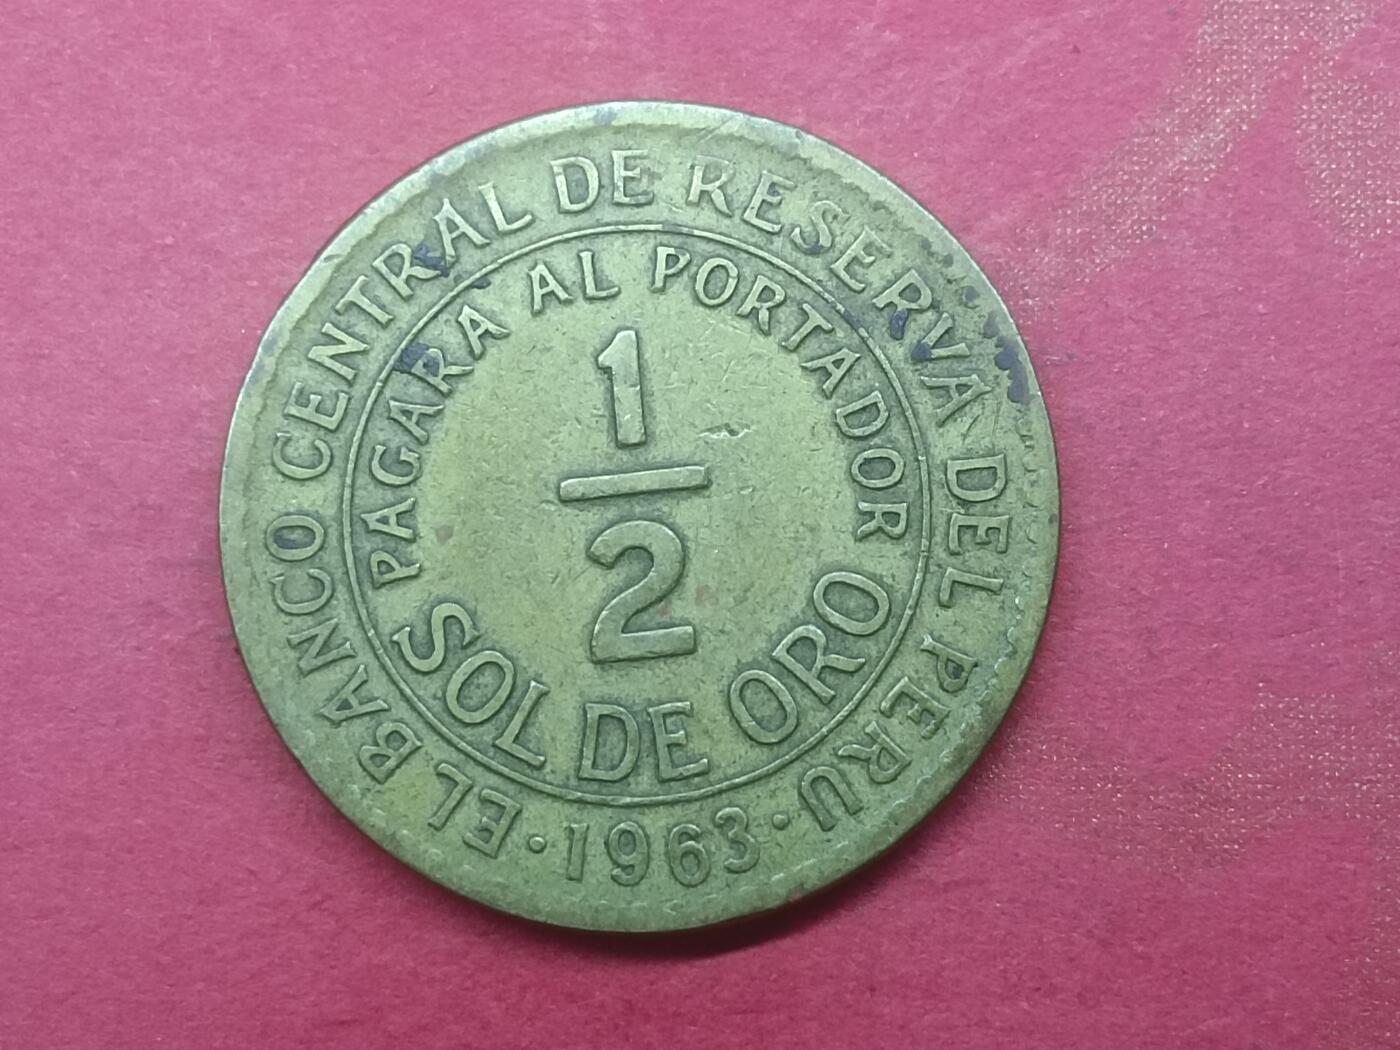 EL BANCO CENTRAL DE RESERVA DEL PERU
PAGARA AL PORTADOR
1
2
SOL DE ORO
· 1963 ·